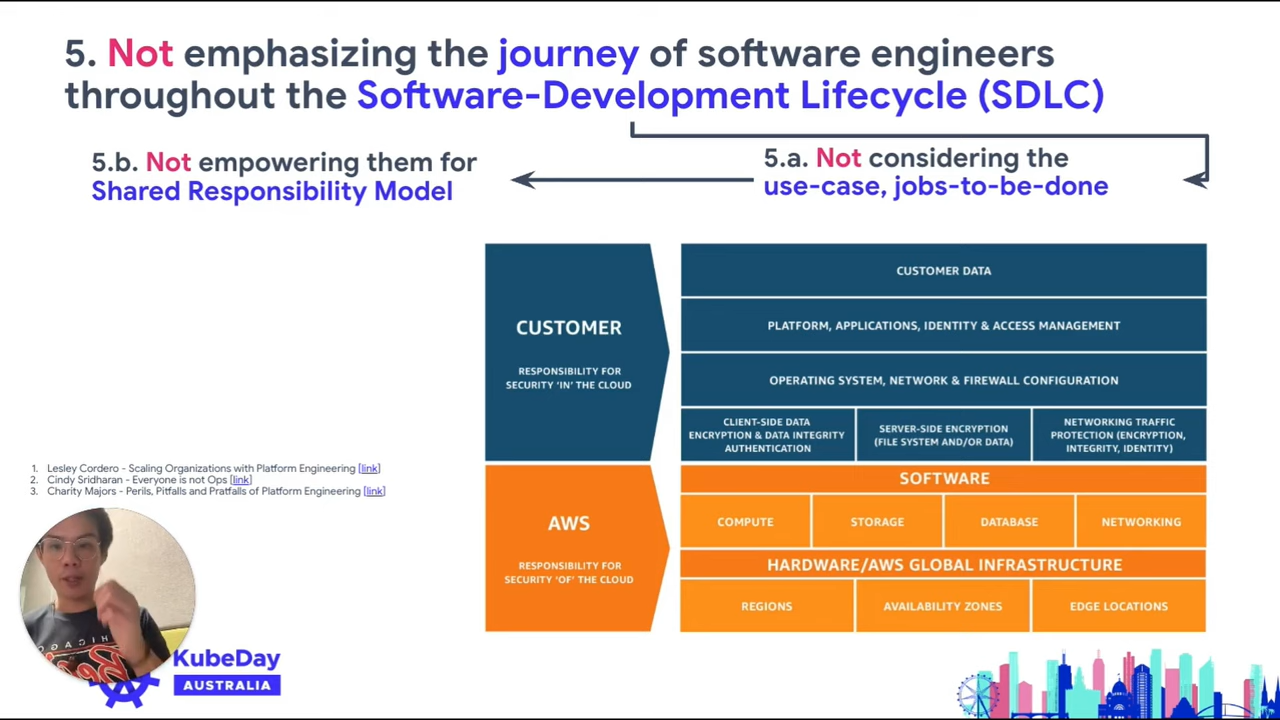 5. Not emphasizing the journey of software engineers
throughout the Software-Development Lifecycle (SDLC)
5.b. Not empowering them for
Shared Responsibility Model
5.a. Not considering the
use-case, jobs-to-be-done
CUSTOMER
RESPONSIBILITY FOR
SECURITY 'IN' THE CLOUD
CUSTOMER DATA
PLATFORM, APPLICATIONS, IDENTITY & ACCESS MANAGEMENT
OPERATING SYSTEM, NETWORK & FIREWALL CONFIGURATION
CLIENT-SIDE DATA
ENCRYPTION & DATA INTEGRITY
AUTHENTICATION
SERVER-SIDE ENCRYPTION
(FILE SYSTEM AND/OR DATA)
NETWORKING TRAFFIC
PROTECTION (ENCRYPTION,
INTEGRITY, IDENTITY)
AWS
RESPONSIBILITY FOR
SECURITY 'OF' THE CLOUD
SOFTWARE
COMPUTE
STORAGE
DATABASE
NETWORKING
HARDWARE/AWS GLOBAL INFRASTRUCTURE
REGIONS
AVAILABILITY ZONES
EDGE LOCATIONS
1. Lesley Cordero - Scaling Organizations with Platform Engineering [link]
2. Cindy Sridharan - Everyone is not Ops [link]
3. Charity Majors - Perils, Pitfalls and Pratfalls of Platform Engineering [link]
KubeDay
AUSTRALIA